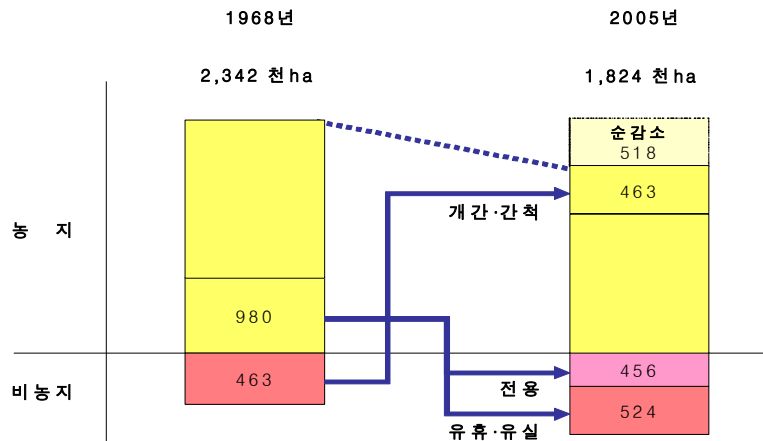 1968년
2005년
2,342 천ha
1,824 천ha
순감소
518
463
개간·간척
농 지
980
463
456
전용
비농지
524
유휴·유실